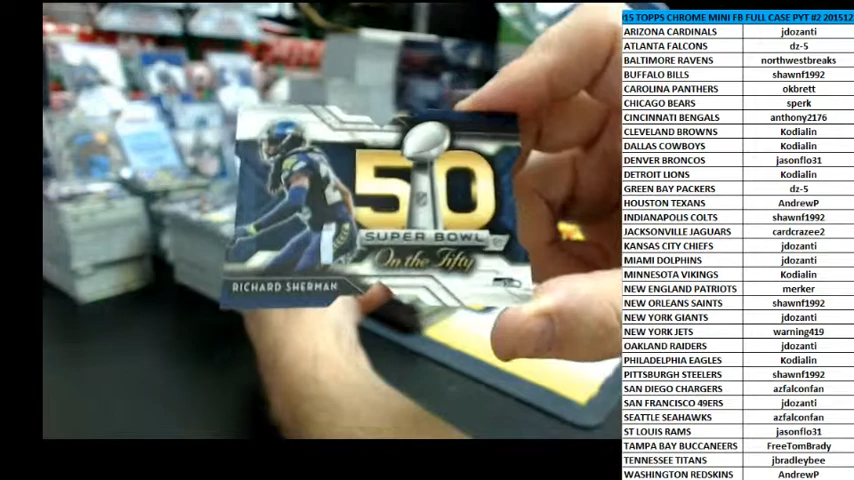 50
SUPER BOWL
On the Fifty
RICHARD SHERMAN
15 TOPPS CHROME MINI FB FULL CASE PYT #2 201512
ARIZONA CARDINALS jdozanti
ATLANTA FALCONS dz-5
BALTIMORE RAVENS northwestbreaks
BUFFALO BILLS shawnf1992
CAROLINA PANTHERS okbrett
CHICAGO BEARS sperk
CINCINNATI BENGALS anthony2176
CLEVELAND BROWNS Kodialin
DALLAS COWBOYS Kodialin
DENVER BRONCOS jasonflo31
DETROIT LIONS Kodialin
GREEN BAY PACKERS dz-5
HOUSTON TEXANS AndrewP
INDIANAPOLIS COLTS shawnf1992
JACKSONVILLE JAGUARS cardcrazee2
KANSAS CITY CHIEFS jdozanti
MIAMI DOLPHINS jdozanti
MINNESOTA VIKINGS Kodialin
NEW ENGLAND PATRIOTS merker
NEW ORLEANS SAINTS shawnf1992
NEW YORK GIANTS jdozanti
NEW YORK JETS warning419
OAKLAND RAIDERS jdozanti
PHILADELPHIA EAGLES Kodialin
PITTSBURGH STEELERS shawnf1992
SAN DIEGO CHARGERS azfalconfan
SAN FRANCISCO 49ERS jdozanti
SEATTLE SEAHAWKS azfalconfan
ST LOUIS RAMS jasonflo31
TAMPA BAY BUCCANEERS FreeTomBrady
TENNESSEE TITANS jbradleybee
WASHINGTON REDSKINS AndrewP